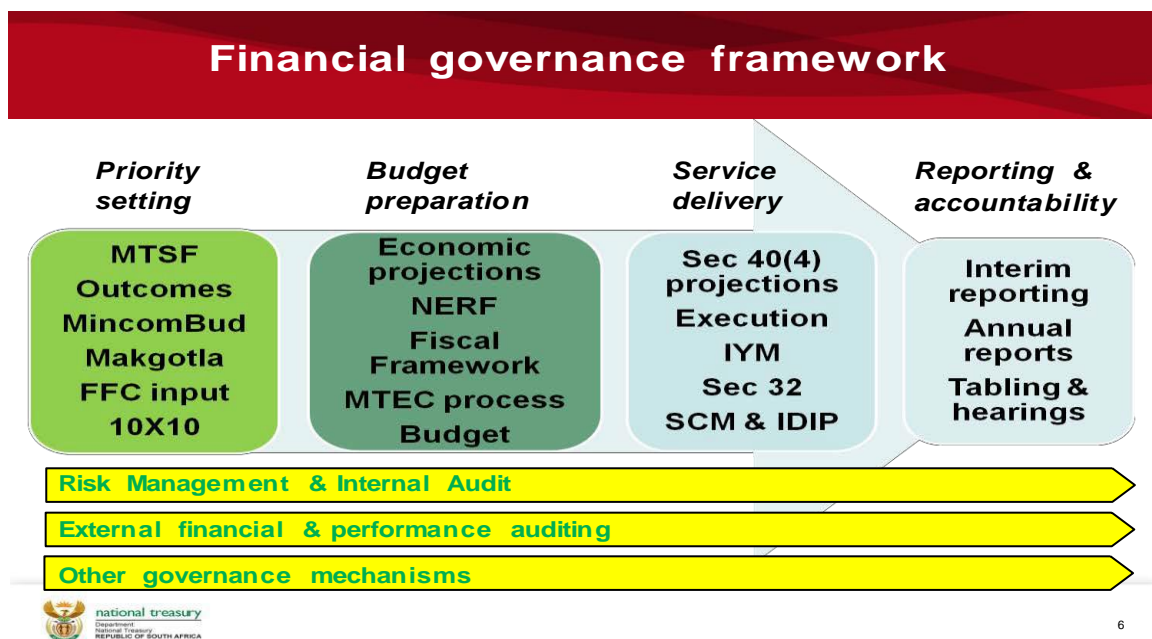 Financial governance framework
Priority
setting
MTSF
Outcomes
MincomBud
Makgotla
FFC input
10X10
Budget
preparation
Economic
projections
NERF
Fiscal
Framework
MTEC process
Budget
Service
delivery
Sec 40(4)
projections
Execution
IYM
Sec 32
SCM & IDIP
Reporting &
accountability
Interim
reporting
Annual
reports
Tabling &
hearings
Risk Management & Internal Audit
External financial & performance auditing
Other governance mechanisms
national treasury
Department
National Treasury
REPUBLIC OF SOUTH AFRICA
6